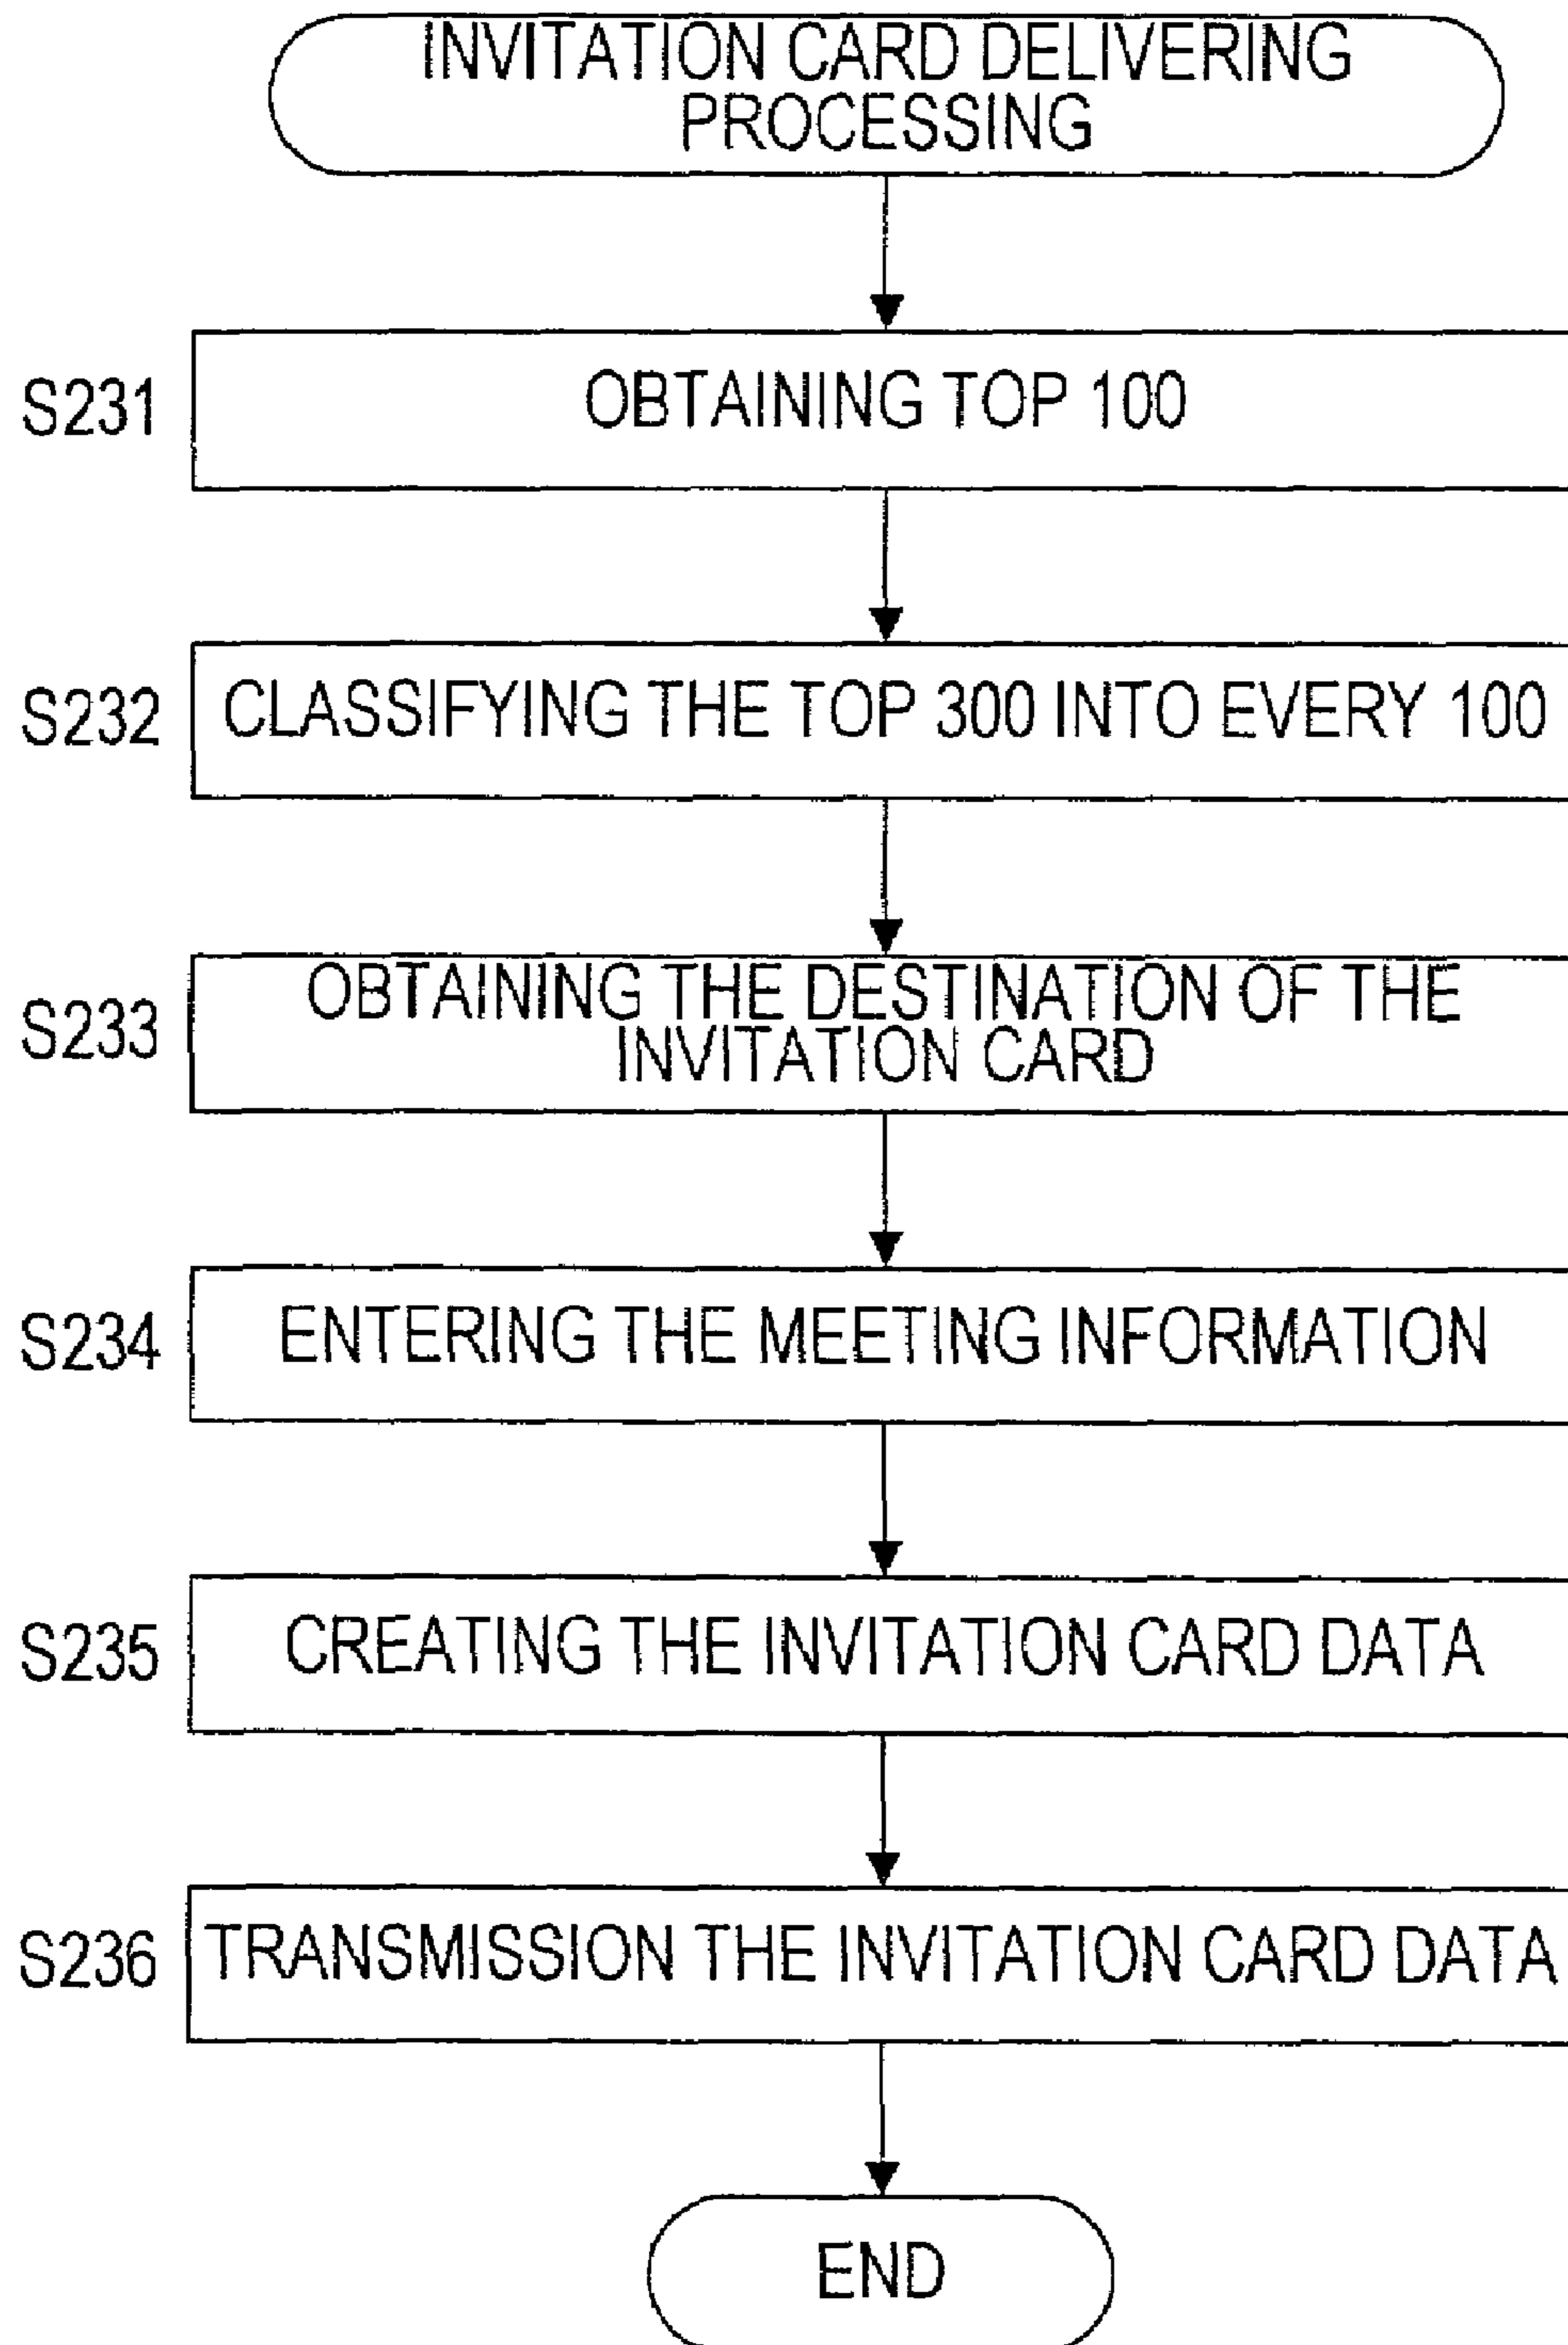 INVITATION CARD DELIVERING
PROCESSING
S231
OBTAINING TOP 100
S232
CLASSIFYING THE TOP 300 INTO EVERY 100
S233
OBTAINING THE DESTINATION OF THE
INVITATION CARD
S234
ENTERING THE MEETING INFORMATION
S235
CREATING THE INVITATION CARD DATA
S236
TRANSMISSION THE INVITATION CARD DATA
END